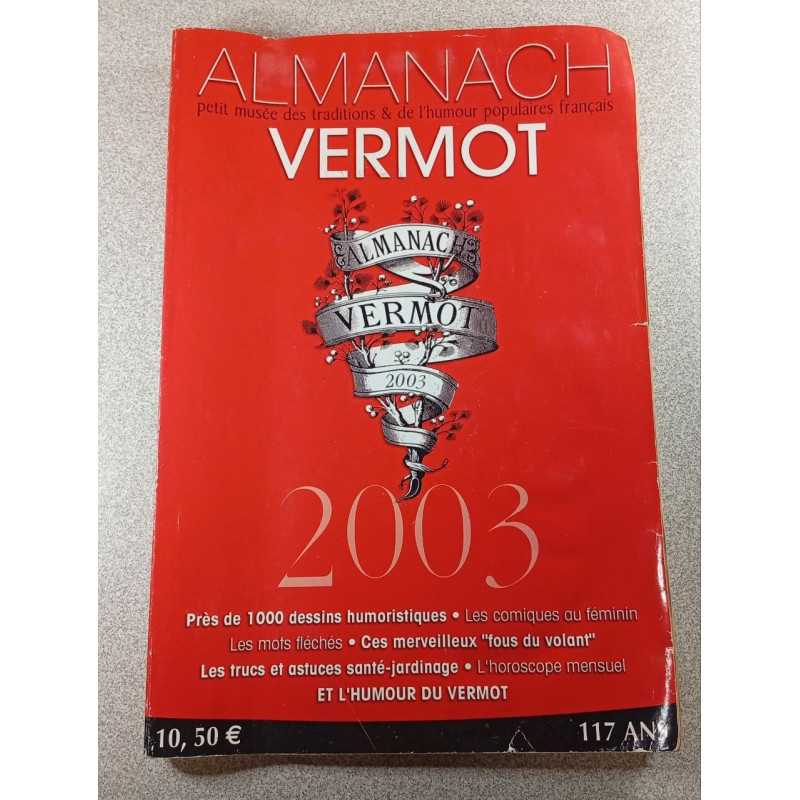 ALMANACH
petit musée des traditions & de l'humour populaires français
VERMOT
ALMANACH
VERMOT
2003
2003
Près de 1000 dessins humoristiques • Les comiques au féminin
Les mots fléchés • Ces merveilleux "fous du volant"
Les trucs et astuces santé-jardinage • L'horoscope mensuel
ET L'HUMOUR DU VERMOT
10, 50 €
117 ANS